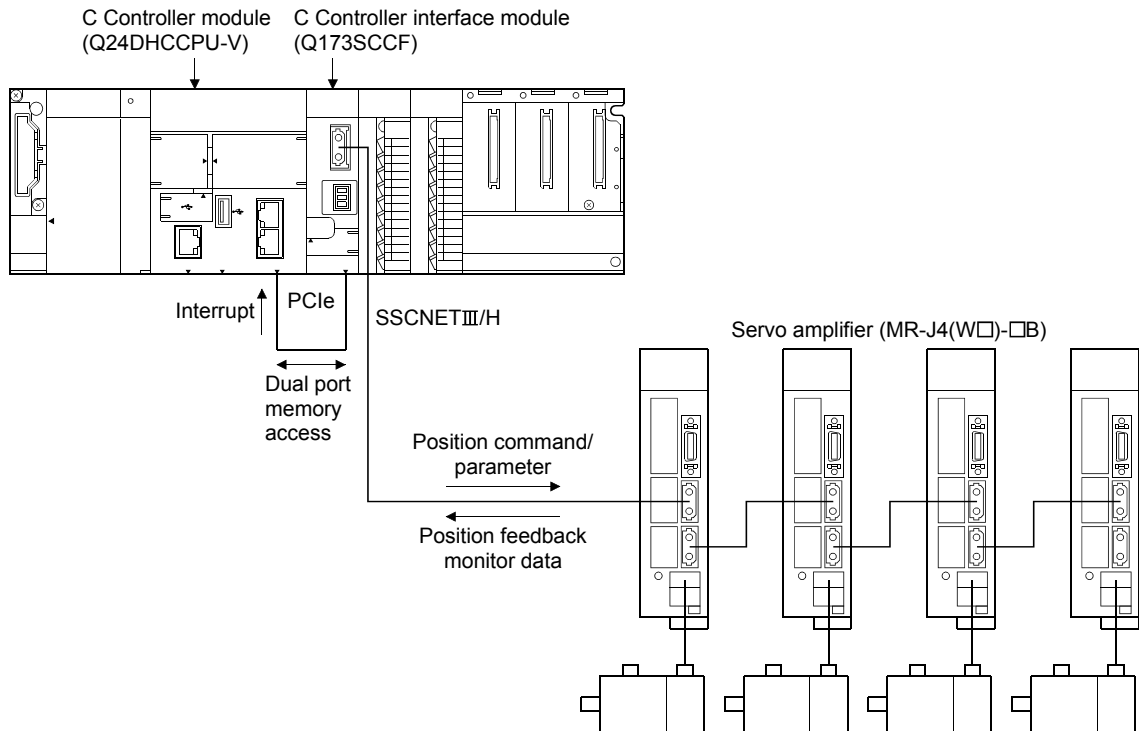 C Controller module
(Q24DHCCPU-V)
C Controller interface module
(Q173SCCF)
Interrupt
PCIe
SSCNETⅢ/H
Dual port
memory
access
Servo amplifier (MR-J4(W□)-□B)
Position command/
parameter
Position feedback
monitor data